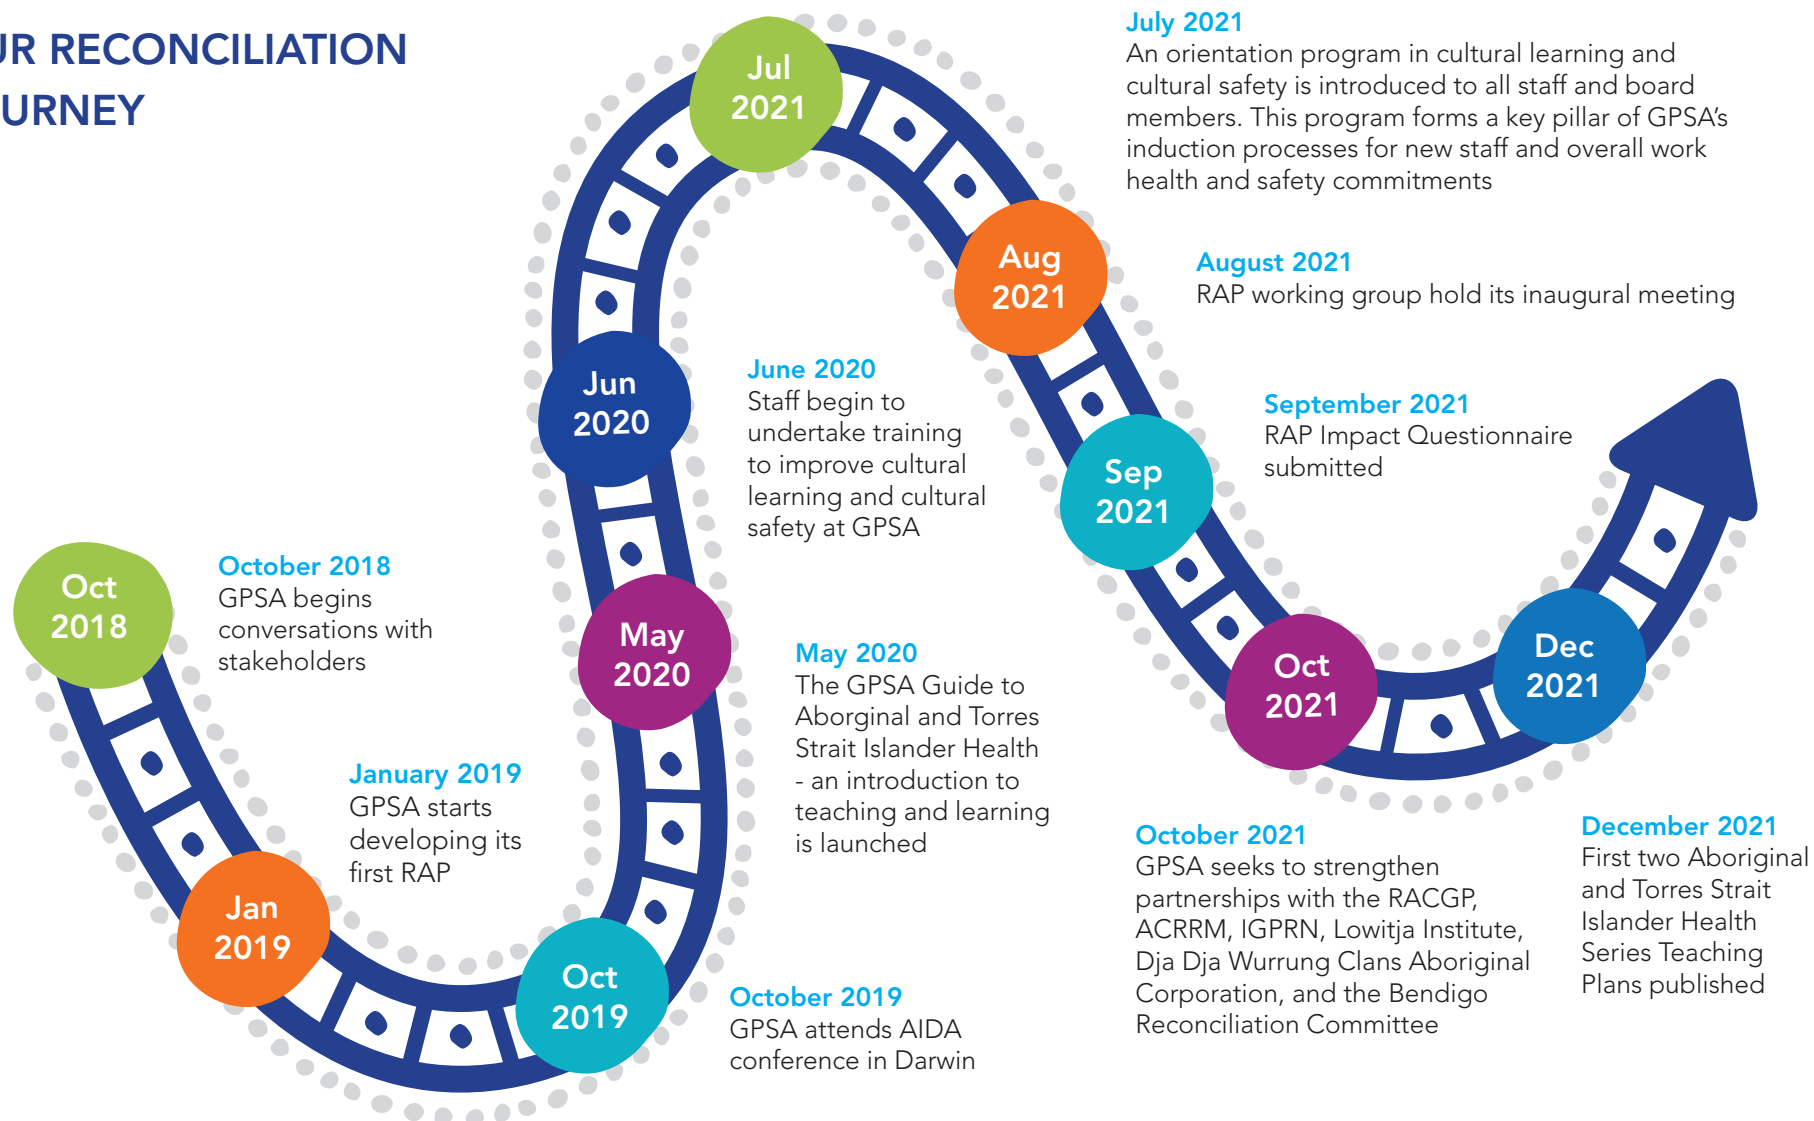 UR RECONCILIATION
URNEY
Oct
2018
October 2018
GPSA begins
conversations with
stakeholders
Jan
2019
January 2019
GPSA starts
developing its
first RAP
Oct
2019
October 2019
GPSA attends AIDA
conference in Darwin
May
2020
May 2020
The GPSA Guide to
Aborginal and Torres
Strait Islander Health
- an introduction to
teaching and learning
is launched
Jun
2020
June 2020
Staff begin to
undertake training
to improve cultural
learning and cultural
safety at GPSA
Jul
2021
July 2021
An orientation program in cultural learning and
cultural safety is introduced to all staff and board
members. This program forms a key pillar of GPSA’s
induction processes for new staff and overall work
health and safety commitments
Aug
2021
August 2021
RAP working group hold its inaugural meeting
Sep
2021
September 2021
RAP Impact Questionnaire
submitted
Oct
2021
October 2021
GPSA seeks to strengthen
partnerships with the RACGP,
ACRRM, IGPRN, Lowitja Institute,
Dja Dja Wurrung Clans Aboriginal
Corporation, and the Bendigo
Reconciliation Committee
Dec
2021
December 2021
First two Aboriginal
and Torres Strait
Islander Health
Series Teaching
Plans published